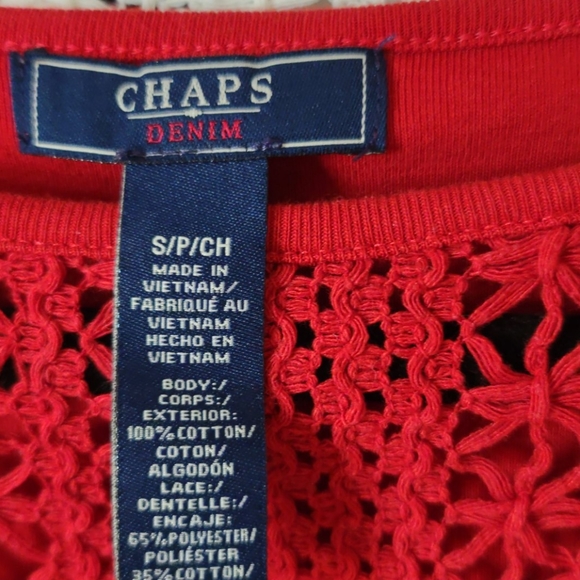 CHAPS
DENIM
S/P/CH
MADE IN
VIETNAM/
FABRIQUÉ AU
VIETNAM
HECHO EN
VIETNAM
BODY:/
CORPS:/
EXTERIOR:
100%COTTON/
COTON/
ALGODÓN
LACE:/
DENTELLE:/
ENCAJE:
65%POLYESTER/
POLIÉSTER
35%COTON/